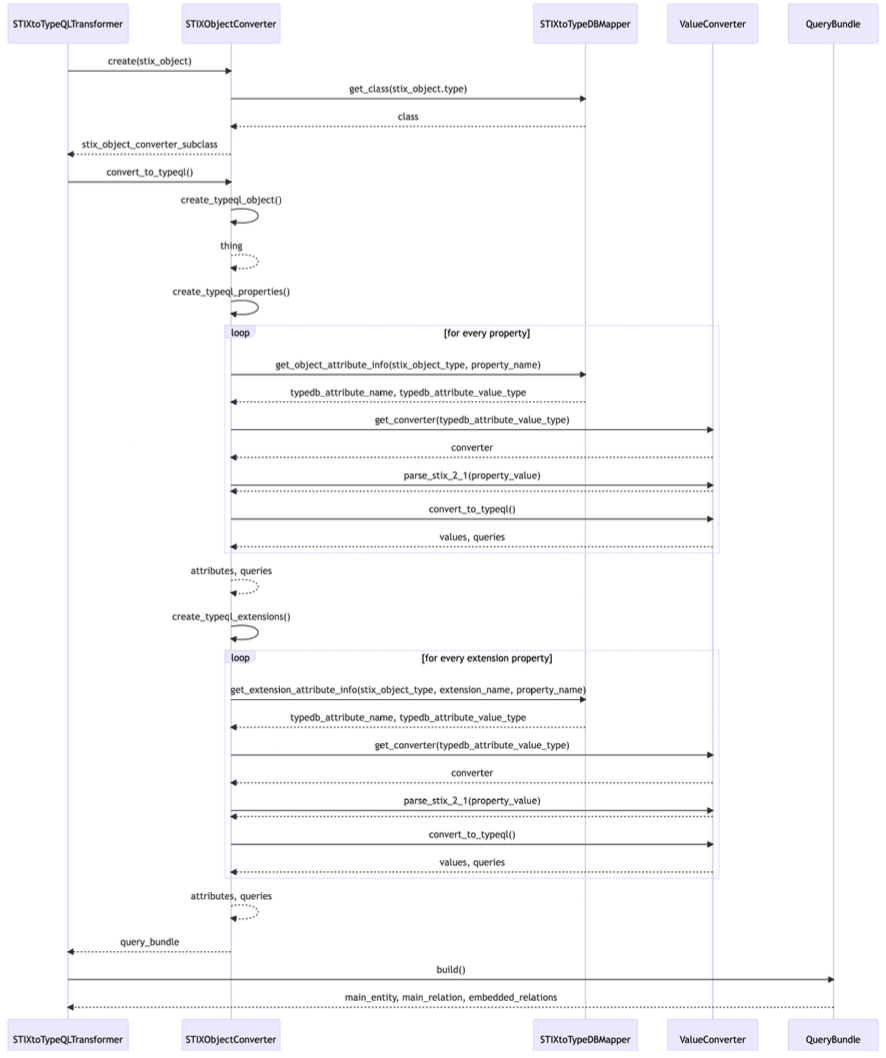 STIXtoTypeQLTransformer
STIXObjectConverter
STIXtoTypeDBMapper
ValueConverter
QueryBundle
create(stix_object)
get_class(stix_object.type)
class
stix_object_converter_subclass
convert_to_typeql()
create_typeql_object()
thing
create_typeql_properties()
loop
[for every property]
get_object_attribute_info(stix_object_type, property_name)
typedb_attribute_name, typedb_attribute_value_type
get_converter(typedb_attribute_value_type)
converter
parse_stix_2_1(property_value)
convert_to_typeql()
values, queries
attributes, queries
create_typeql_extensions()
loop
[for every extension property]
get_extension_attribute_info(stix_object_type, extension_name, property_name)
typedb_attribute_name, typedb_attribute_value_type
get_converter(typedb_attribute_value_type)
converter
parse_stix_2_1(property_value)
convert_to_typeql()
values, queries
attributes, queries
query_bundle
build()
main_entity, main_relation, embedded_relations
STIXtoTypeQLTransformer
STIXObjectConverter
STIXtoTypeDBMapper
ValueConverter
QueryBundle